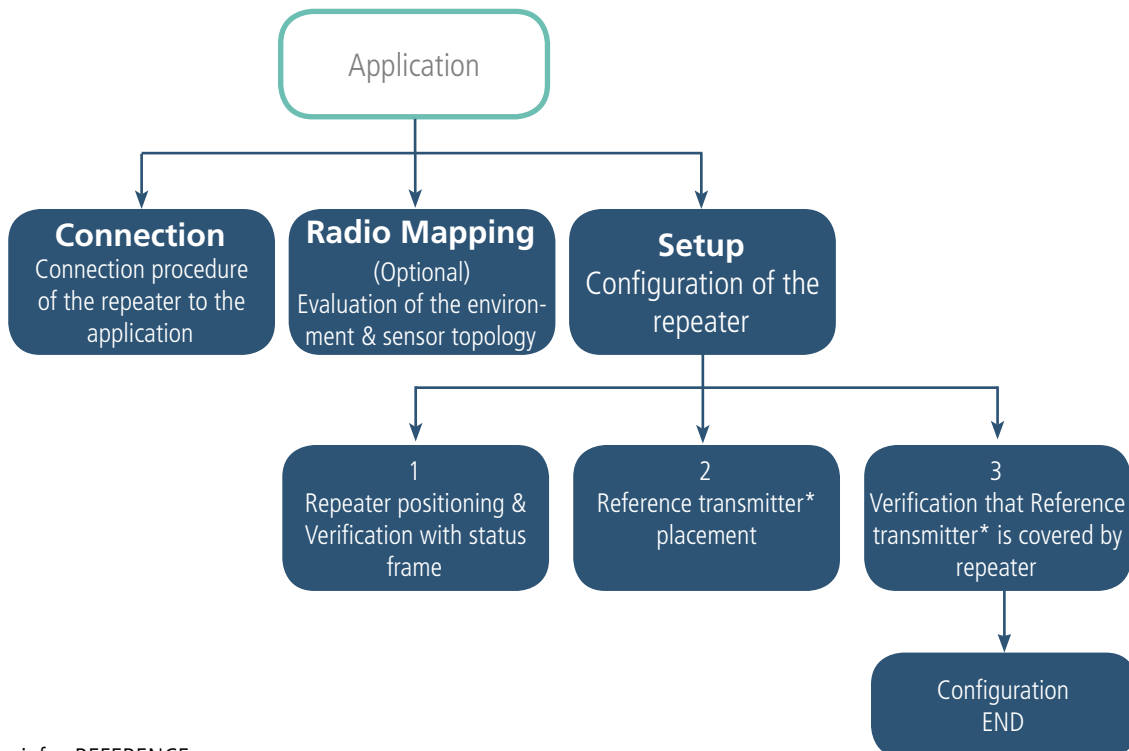 Application
Connection
Connection procedure
of the repeater to the
application
Radio Mapping
(Optional)
Evaluation of the environ-
ment & sensor topology
Setup
Configuration of the
repeater
1
Repeater positioning &
Verification with status
frame
2
Reference transmitter*
placement
3
Verification that Reference
transmitter* is covered by
repeater
Configuration
END
REFERENCE